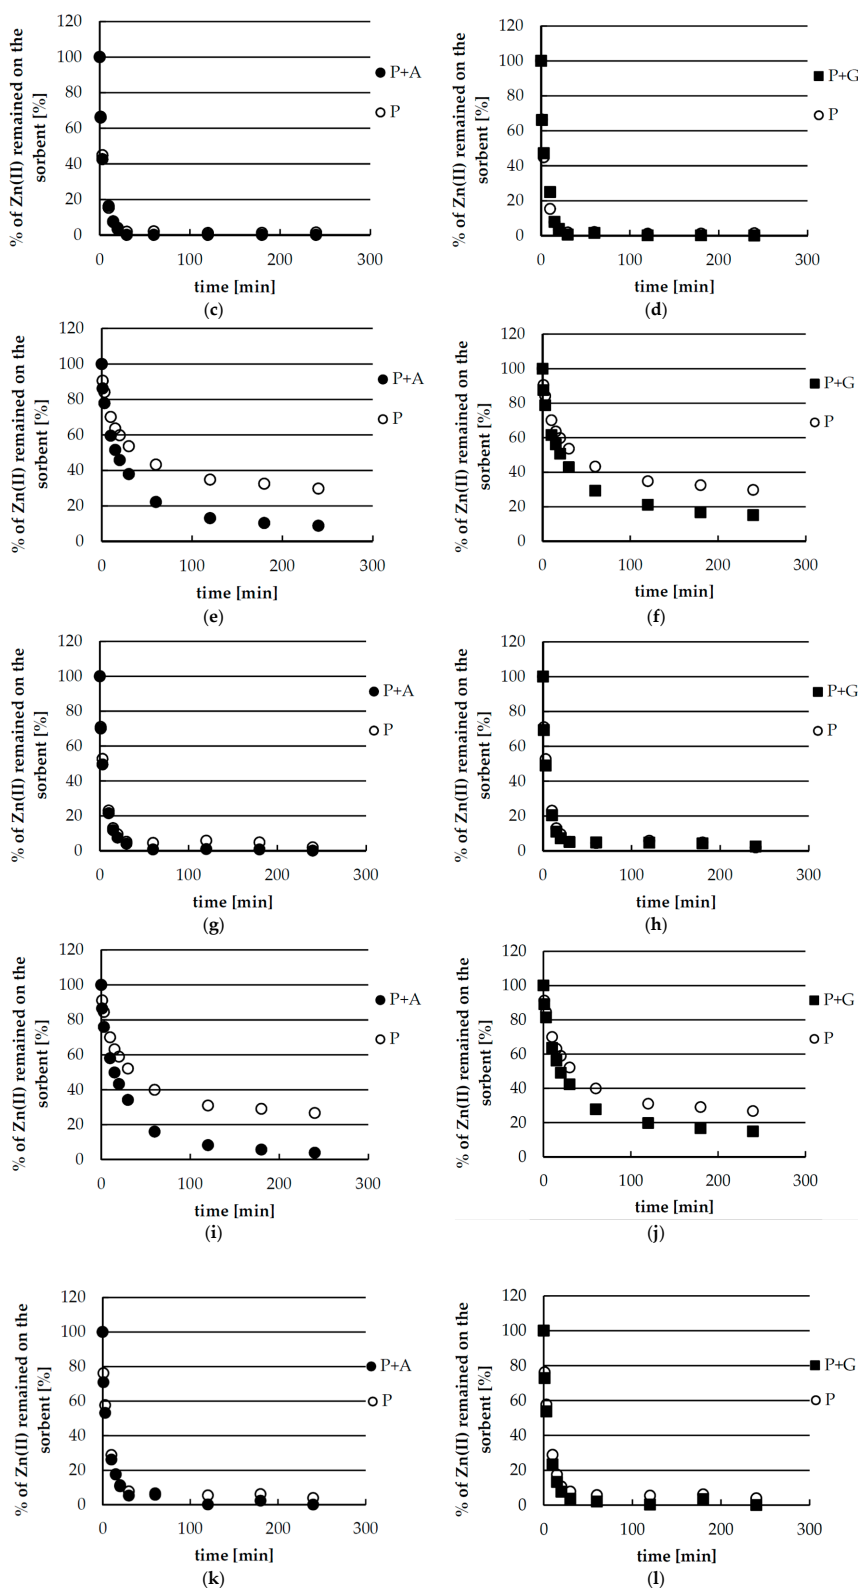 % of Zn(II) remained on the
sorbent [%]
120
100
80
60
40
20
0
0
100
200
300
time [min]
P+A
P
(c)
% of Zn(II) remained on the
sorbent [%]
120
100
80
60
40
20
0
0
100
200
300
time [min]
P+G
P
(d)
% of Zn(II) remained on the
sorbent [%]
120
100
80
60
40
20
0
0
100
200
300
time [min]
P+A
P
(e)
% of Zn(II) remained on the
sorbent [%]
120
100
80
60
40
20
0
0
100
200
300
time [min]
P+G
P
(f)
% of Zn(II) remained on the
sorbent [%]
120
100
80
60
40
20
0
0
100
200
300
time [min]
P+A
P
(g)
% of Zn(II) remained on the
sorbent [%]
120
100
80
60
40
20
0
0
100
200
300
time [min]
P+G
P
(h)
% of Zn(II) remained on the
sorbent [%]
120
100
80
60
40
20
0
0
100
200
300
time [min]
P+A
P
(i)
% of Zn(II) remained on the
sorbent [%]
120
100
80
60
40
20
0
0
100
200
300
time [min]
P+G
P
(j)
% of Zn(II) remained on the
sorbent [%]
120
100
80
60
40
20
0
0
100
200
300
time [min]
P+A
P
(k)
% of Zn(II) remained on the
sorbent [%]
120
100
80
60
40
20
0
0
100
200
300
time [min]
P+G
P
(l)